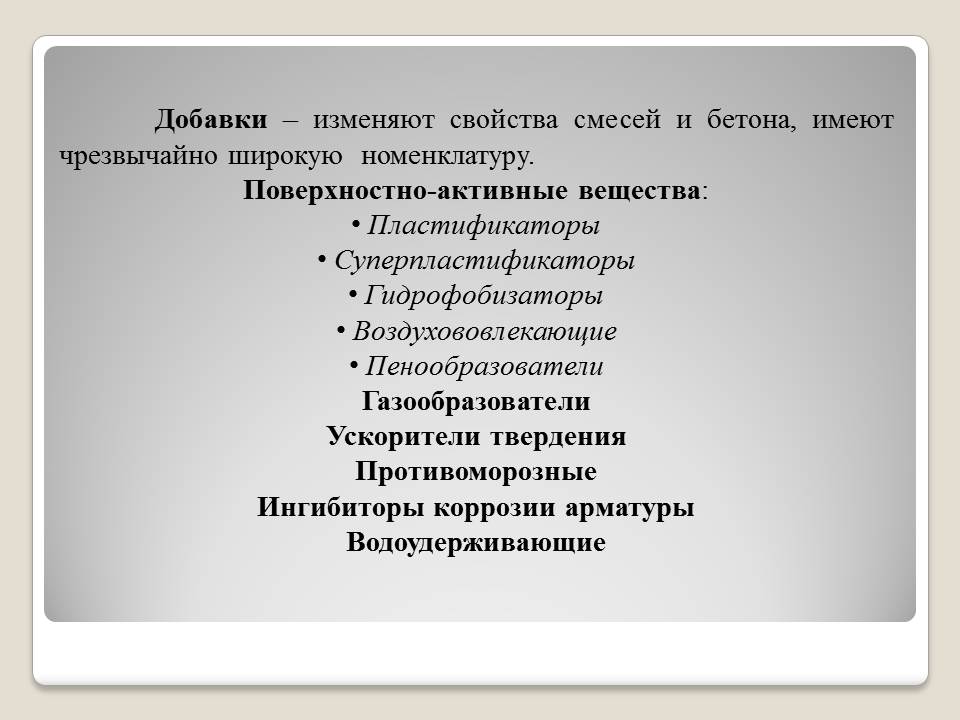 Добавки – изменяют свойства смесей и бетона, имеют
чрезвычайно широкую номенклатуру.
Поверхностно-активные вещества:
• Пластификаторы
• Суперпластификаторы
• Гидрофобизаторы
• Воздухововлекающие
• Пенообразователи
Газообразователи
Ускорители твердения
Противоморозные
Ингибиторы коррозии арматуры
Водоудерживающие